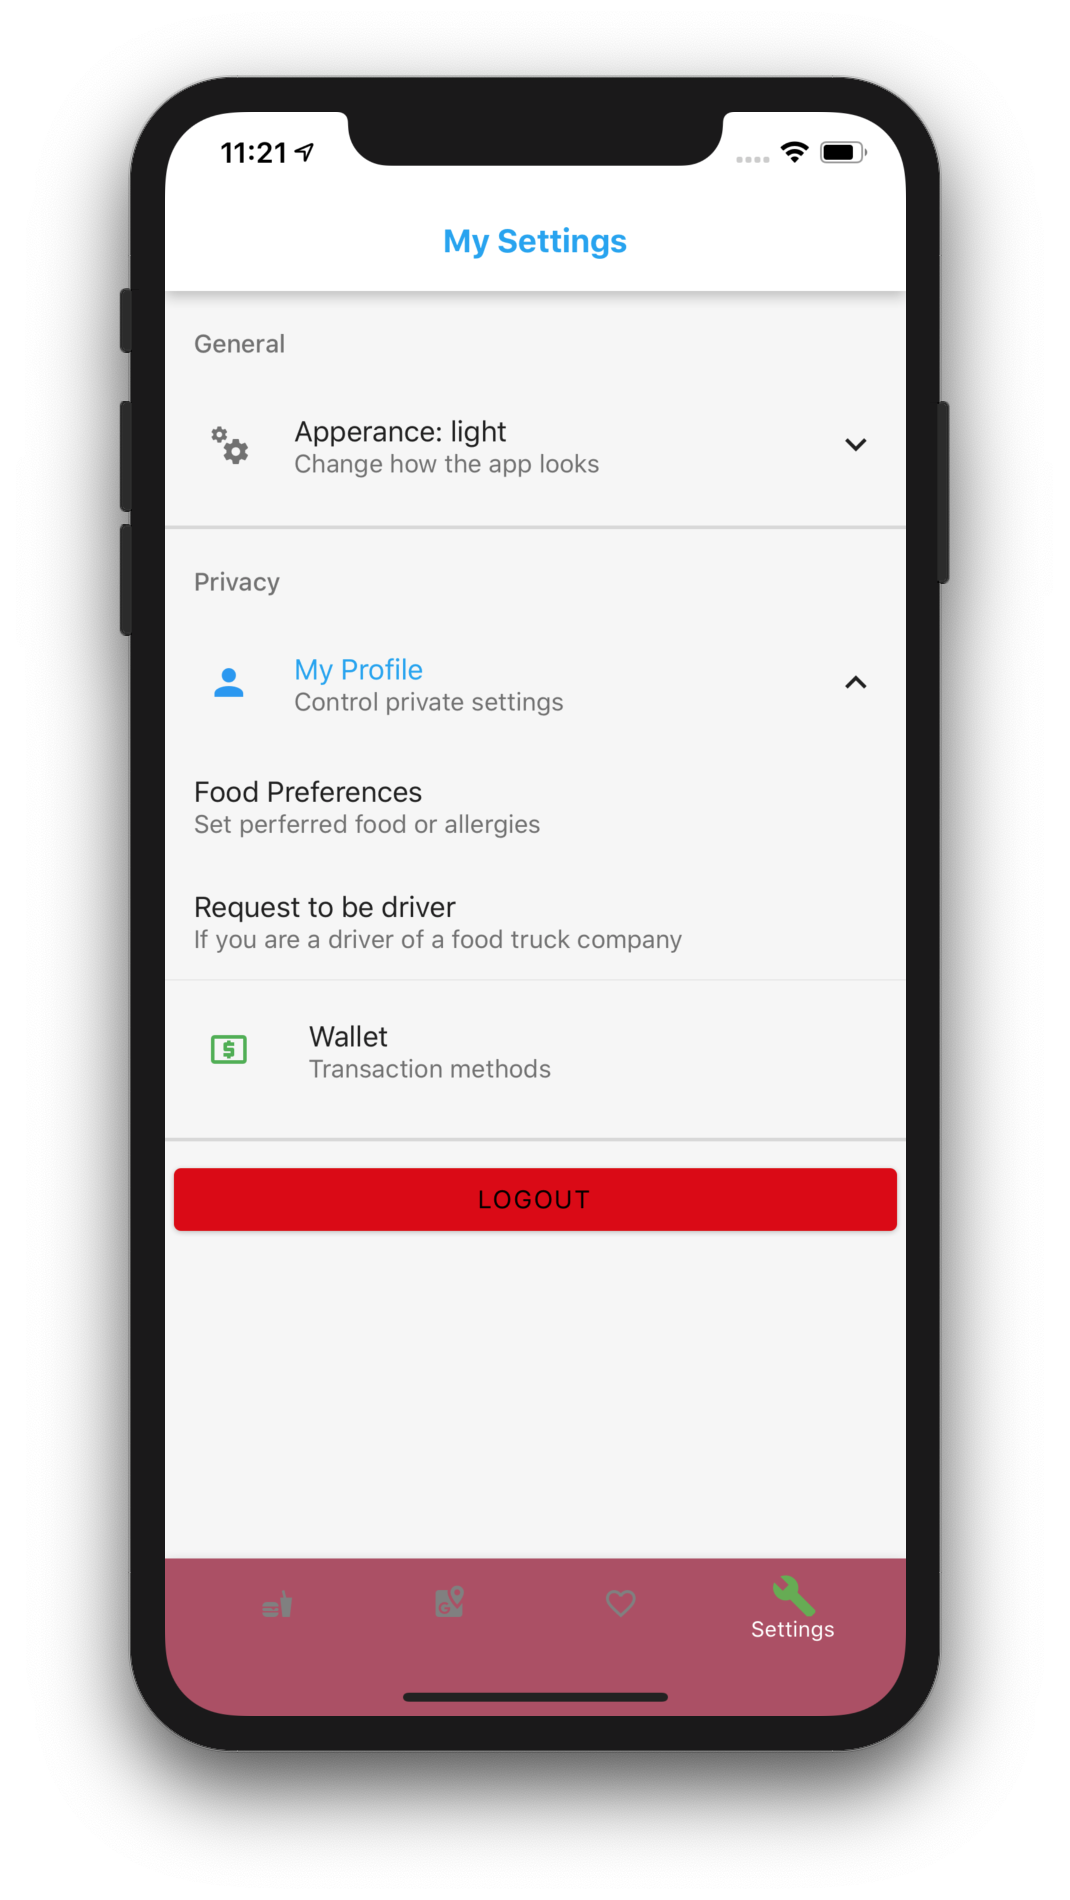 11:21
My Settings
General
Apperance: light
Change how the app looks
Privacy
My Profile
Control private settings
Food Preferences
Set perferred food or allergies
Request to be driver
If you are a driver of a food truck company
$
Wallet
Transaction methods
LOGOUT
G
Settings